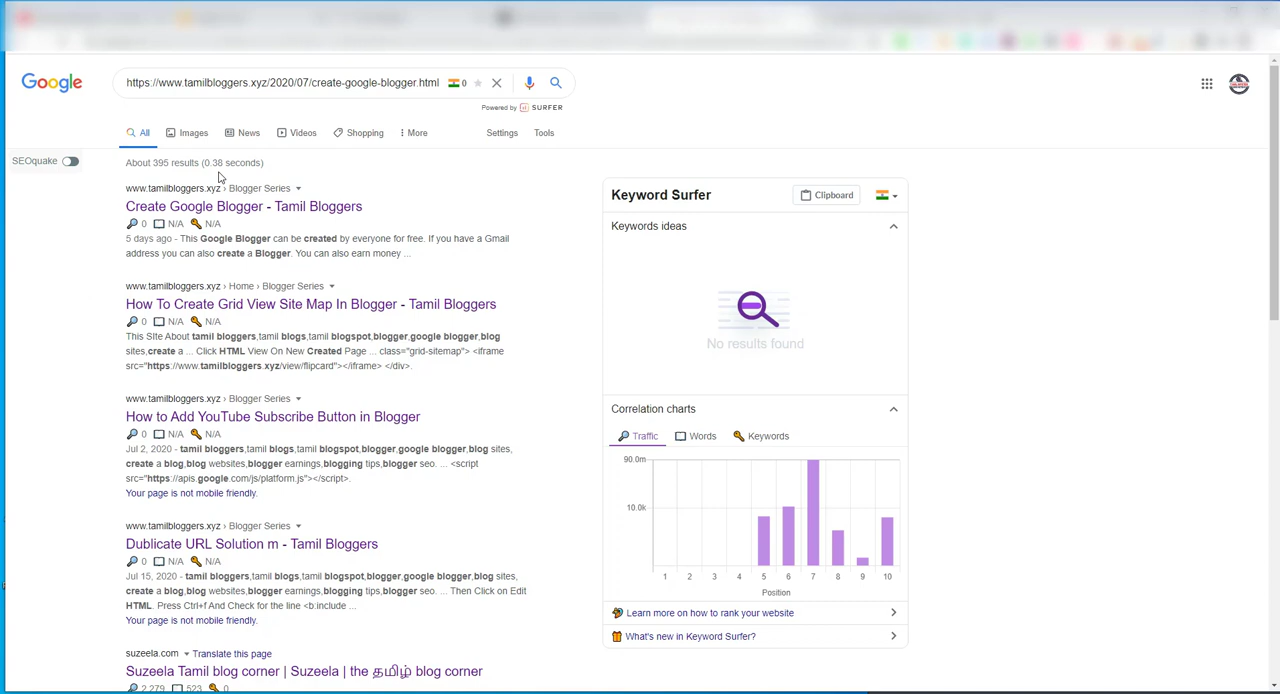 Google
https://www.tamilbloggers.xyz/2020/07/create-google-blogger.html
0
Powered by SURFER
All
Images
News
Videos
Shopping
More
Settings
Tools
SEOquake
About 395 results (0.38 seconds)
www.tamilbloggers.xyz › Blogger Series
Create Google Blogger - Tamil Bloggers
0 N/A N/A
5 days ago - This Google Blogger can be created by everyone for free. If you have a Gmail
address you can also create a Blogger. You can also earn money ...
www.tamilbloggers.xyz › Home › Blogger Series
How To Create Grid View Site Map In Blogger - Tamil Bloggers
0 N/A N/A
This SIte About tamil bloggers,tamil blogs,tamil blogspot,blogger,google blogger,blog
sites,create a ... Click HTML View On New Created Page ... class="grid-sitemap"> <iframe
src="https://www.tamilbloggers.xyz/view/flipcard"></iframe> </div>.
www.tamilbloggers.xyz › Blogger Series
How to Add YouTube Subscribe Button in Blogger
0 N/A N/A
Jul 2, 2020 - tamil bloggers,tamil blogs,tamil blogspot,blogger,google blogger,blog sites,
create a blog,blog websites,blogger earnings,blogging tips,blogger seo. ... <script
src="https://apis.google.com/js/platform.js"></script>.
Your page is not mobile friendly.
www.tamilbloggers.xyz › Blogger Series
Dublicate URL Solution m - Tamil Bloggers
0 N/A N/A
Jul 15, 2020 - tamil bloggers,tamil blogs,tamil blogspot,blogger,google blogger,blog sites,
create a blog,blog websites,blogger earnings,blogging tips,blogger seo. ... Then Click on Edit
HTML. Press Ctrl+f And Check for the line <b:include ...
Your page is not mobile friendly.
suzeela.com Translate this page
Suzeela Tamil blog corner | Suzeela | the தமிழ் blog corner
2,279 523 0
Keyword Surfer
Clipboard
Keywords ideas
No results found
Correlation charts
Traffic
Words
Keywords
90.0m
10.0k
1 2 3 4 5 6 7 8 9 10
Position
Learn more on how to rank your website
What's new in Keyword Surfer?